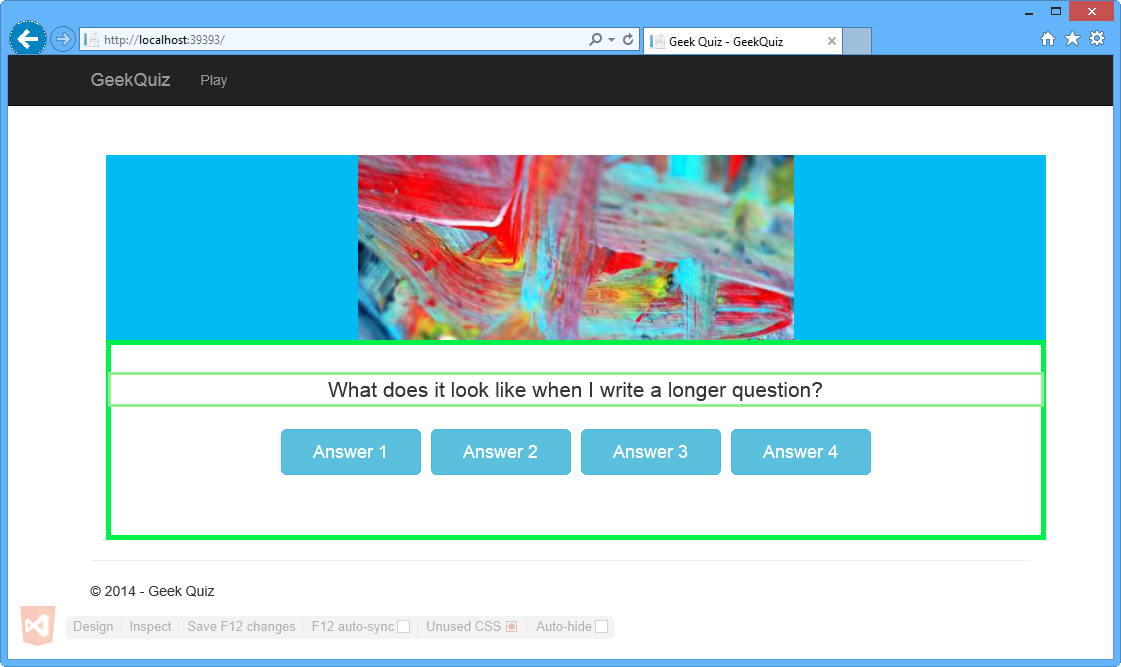 http://localhost:39393/
Geek Quiz - GeekQuiz
GeekQuiz Play
What does it look like when I write a longer question?
Answer 1 Answer 2 Answer 3 Answer 4
© 2014 - Geek Quiz
Design Inspect Save F12 changes F12 auto-sync Unused CSS Auto-hide